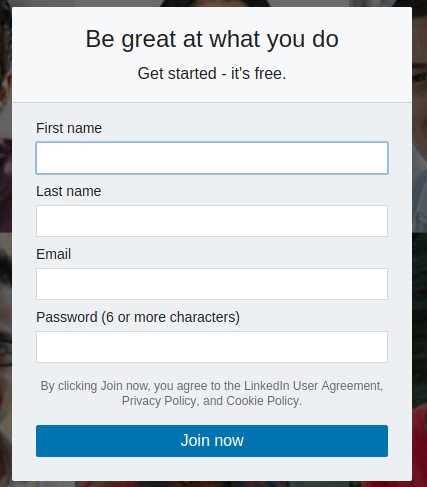 Be great at what you do
Get started - it's free.
First name
Last name
Email
Password (6 or more characters)
By clicking Join now, you agree to the LinkedIn User Agreement,
Privacy Policy, and Cookie Policy.
Join now